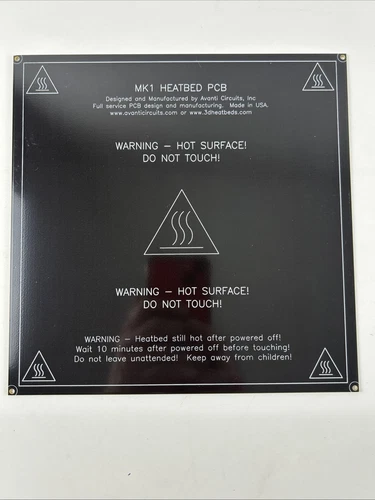 MK1 HEATBED PCB
Designed and Manufactured by Avanti Circuits, Inc
Full service PCB design and manufacturing. Made in USA.
www.avanticircuits.com or www.3dheatbeds.com
WARNING - HOT SURFACE!
DO NOT TOUCH!
WARNING - HOT SURFACE!
DO NOT TOUCH!
WARNING - Heatbed still hot after powered off!
Wait 10 minutes after powered off before touching!
Do not leave unattended! Keep away from children!